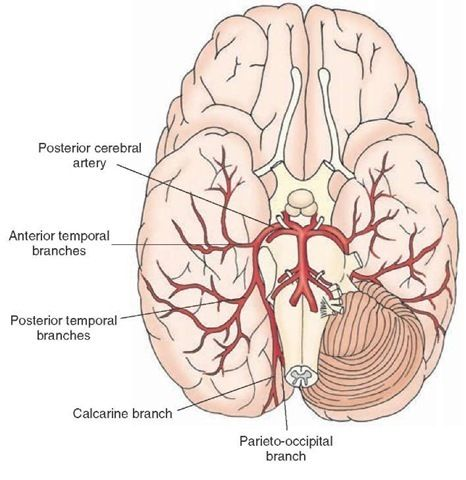 Posterior cerebral
artery
Anterior temporal
branches
Posterior temporal
branches
Calcarine branch
Parieto-occipital
branch